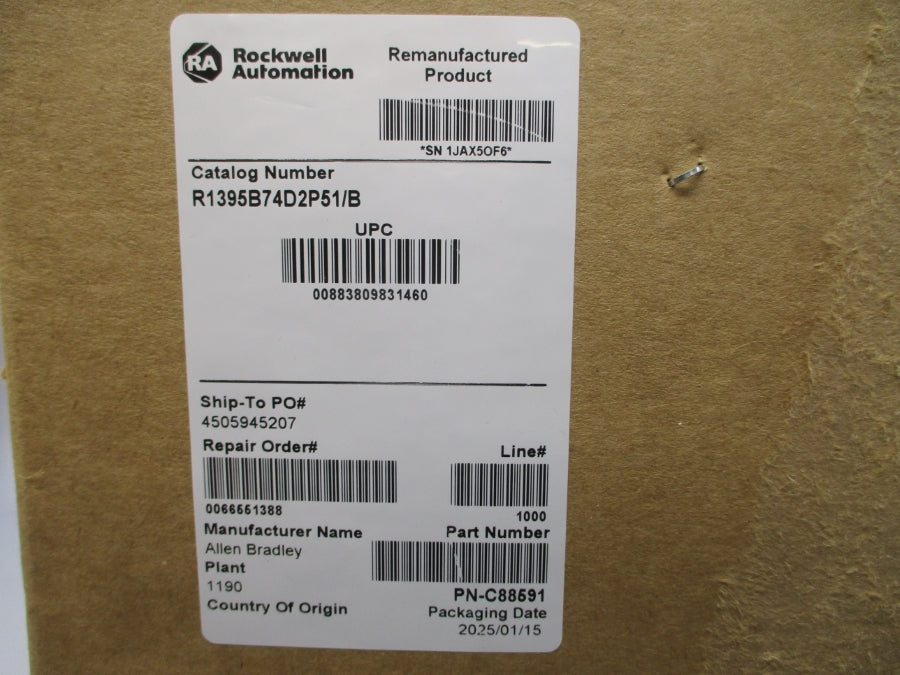 RA
Rockwell
Automation
Remanufactured
Product
*SN 1JAX5OF6*
Catalog Number
R1395B74D2P51/B
UPC
00883809831460
Ship-To PO#
4505945207
Repair Order#
Line#
0066551388
1000
Manufacturer Name
Part Number
Allen Bradley
Plant
1190
PN-C88591
Country Of Origin
Packaging Date
2025/01/15